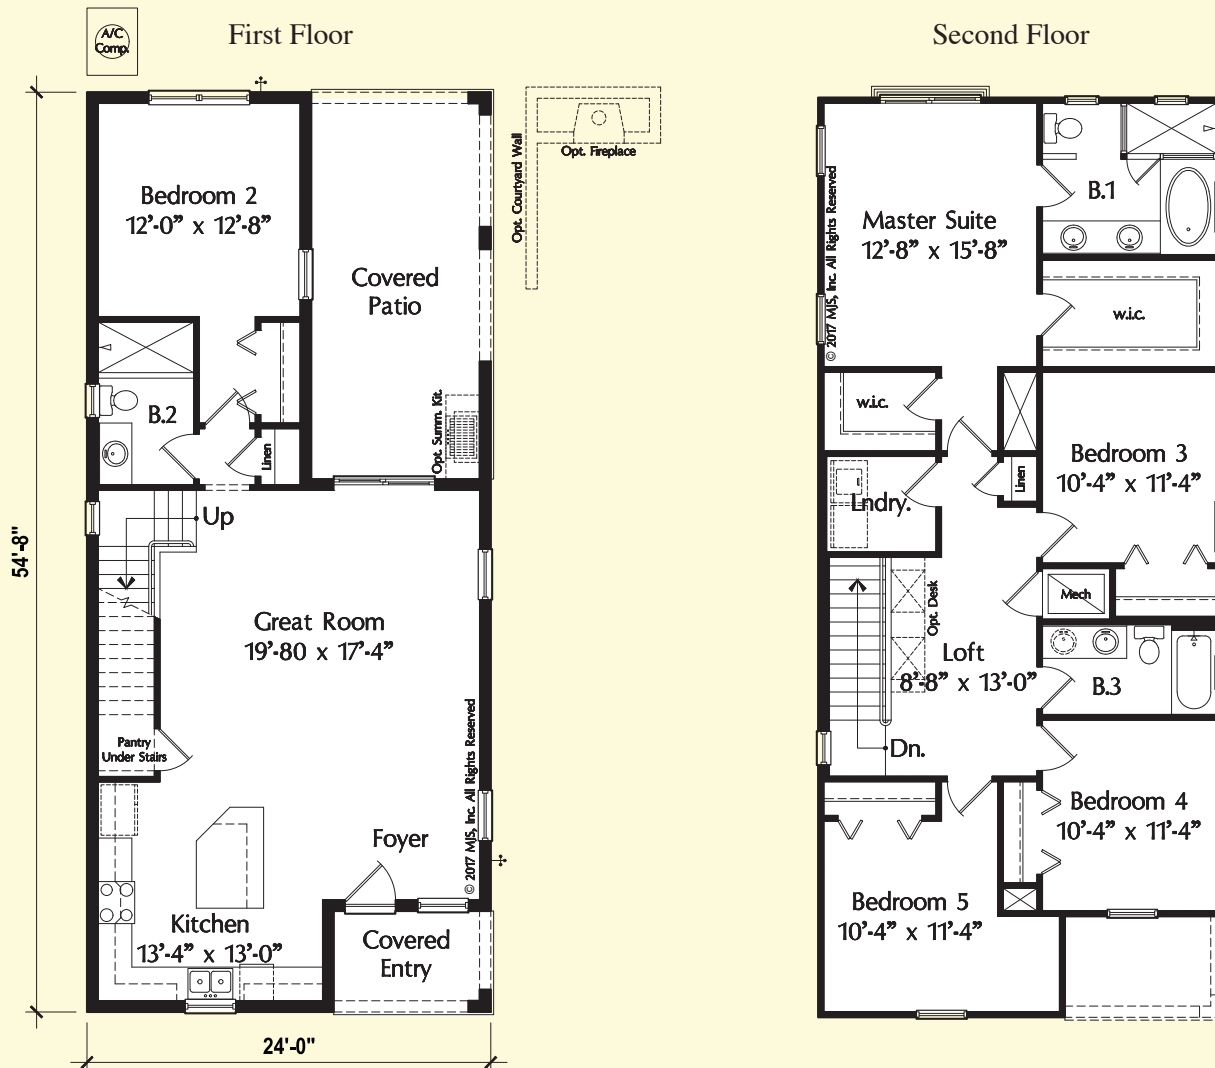 A/C
Comp.
First Floor
Second Floor
Opt. Courtyard Wall
Opt. Fireplace
Bedroom 2
12'-0” x 12'-8”
Covered
Patio
B.2
Linen
Opt. Summ. Kit.
Up
54'-8"
Great Room
19'-80 x 17'-4”
Pantry
Under Stairs
© 2017 MJS, Inc. All Rights Reserved
Foyer
Kitchen
13'-4” x 13'-0”
Covered
Entry
24'-0"
© 2017 MJS, Inc. All Rights Reserved
Master Suite
12'-8” x 15'-8”
B.1
w.i.c.
w.i.c.
Bedroom 3
10'-4” x 11'-4”
Linen
Lndry.
Mech
Opt. Desk
Loft
8'-8” x 13'-0”
B.3
Dn.
Bedroom 4
10'-4” x 11'-4”
Bedroom 5
10'-4” x 11'-4”